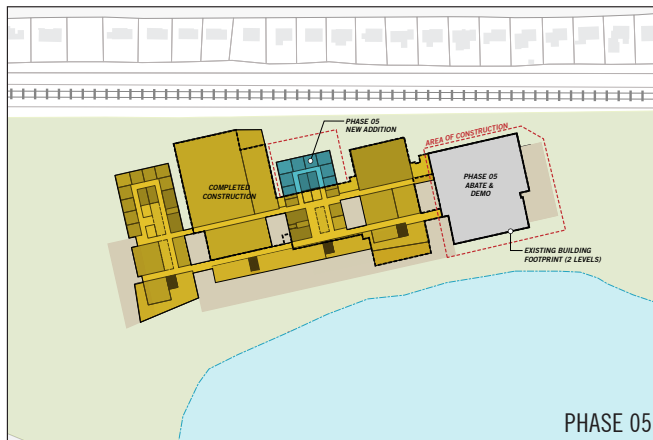 PHASE 05
NEW ADDITION
AREA OF CONSTRUCTION
COMPLETED
CONSTRUCTION
PHASE 05
ABATE &
DEMO
EXISTING BUILDING
FOOTPRINT (2 LEVELS)
PHASE 05